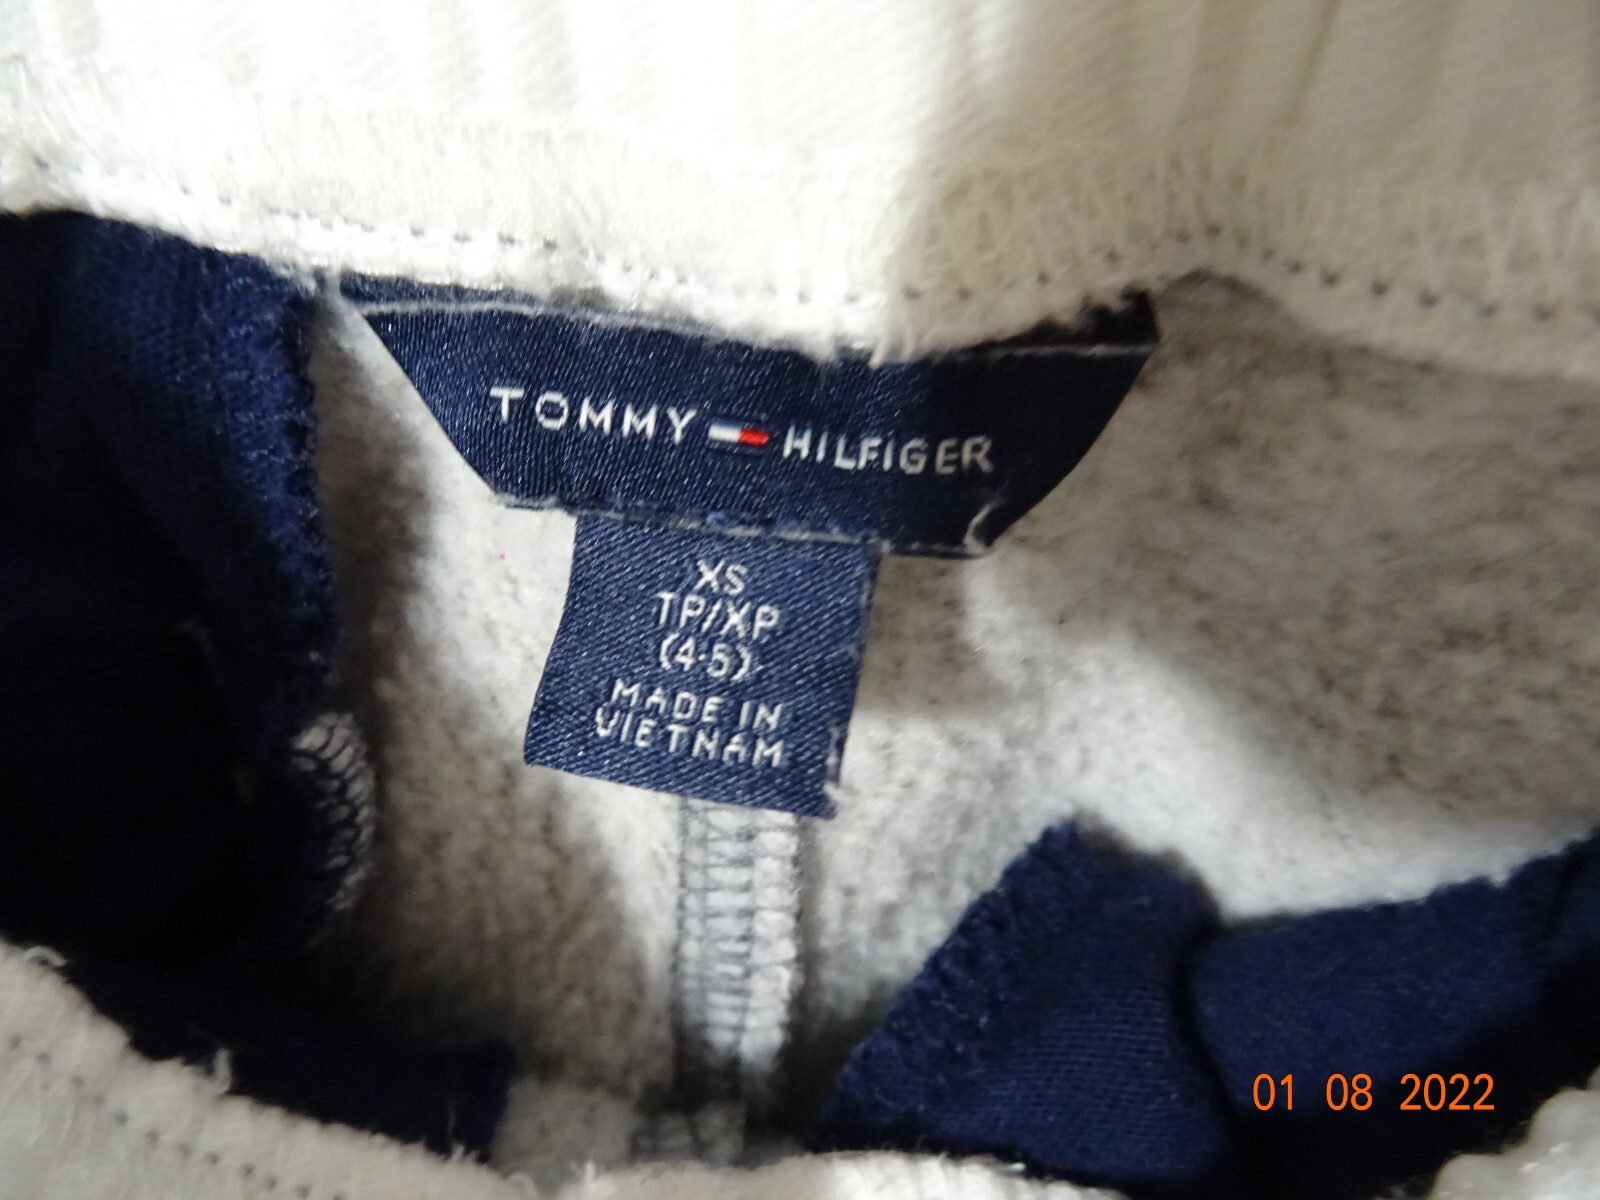 TOMMY HILFIGER
XS
TP/XP
(4-5)
MADE IN
VIETNAM
01 08 2022